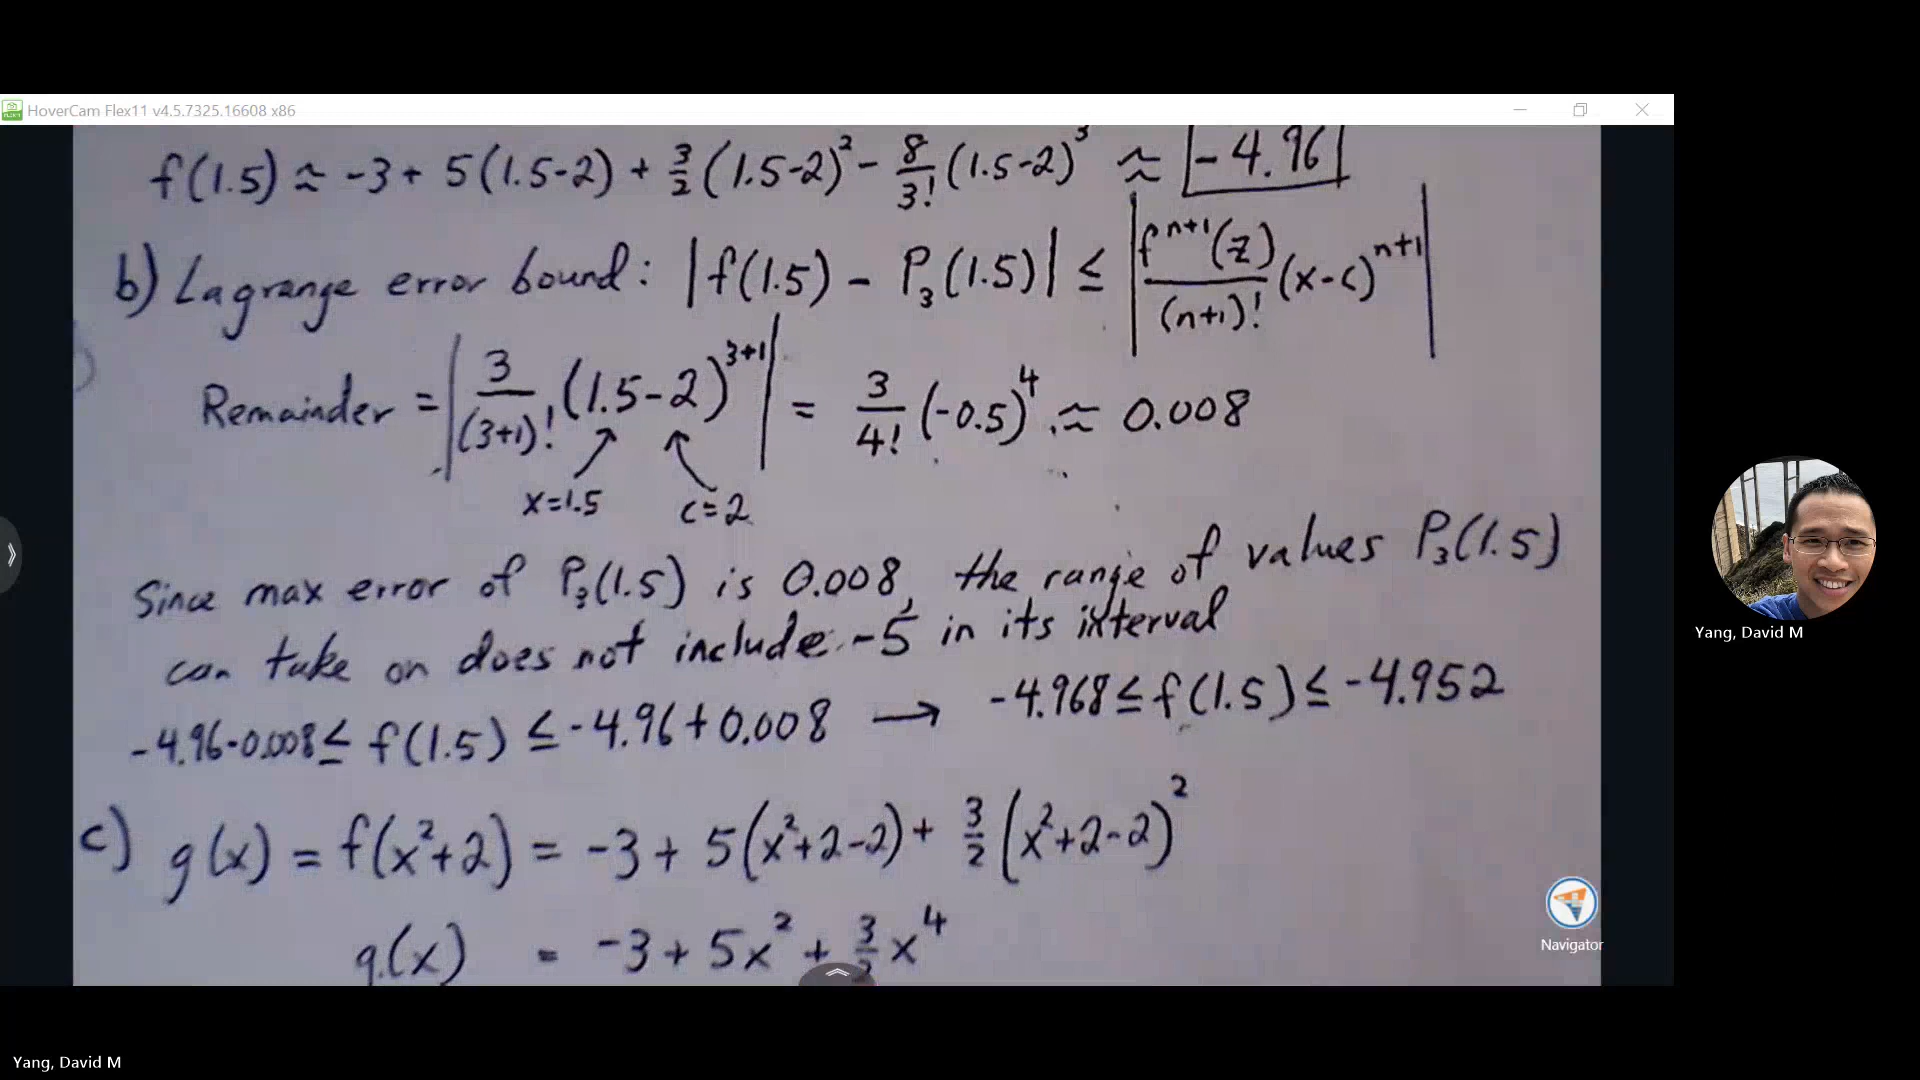 HoverCam Flex11 v4.5.7325.16608 x86
f(1.5) ≈ -3 + 5(1.5-2) + 3/2 (1.5-2)² - 8/3! (1.5-2)³ ≈ -4.96
b) Lagrange error bound: |f(1.5) - P₃(1.5)| ≤ |fⁿ⁺¹(z)/(n+1)! (x-c)ⁿ⁺¹|
Remainder = |3/(3+1)! (1.5-2)³⁺¹| = 3/4! (-0.5)⁴ ≈ 0.008
x=1.5 c=2
Since max error of P₃(1.5) is 0.008, the range of values P₃(1.5)
can take on does not include -5 in its interval
-4.96-0.008 ≤ f(1.5) ≤ -4.96+0.008 → -4.968 ≤ f(1.5) ≤ -4.952
c) g(x) = f(x²+2) = -3 + 5(x²+2-2) + 3/2 (x²+2-2)²
g(x) = -3 + 5x² + 3/2 x⁴
Navigator
Yang, David M
Yang, David M